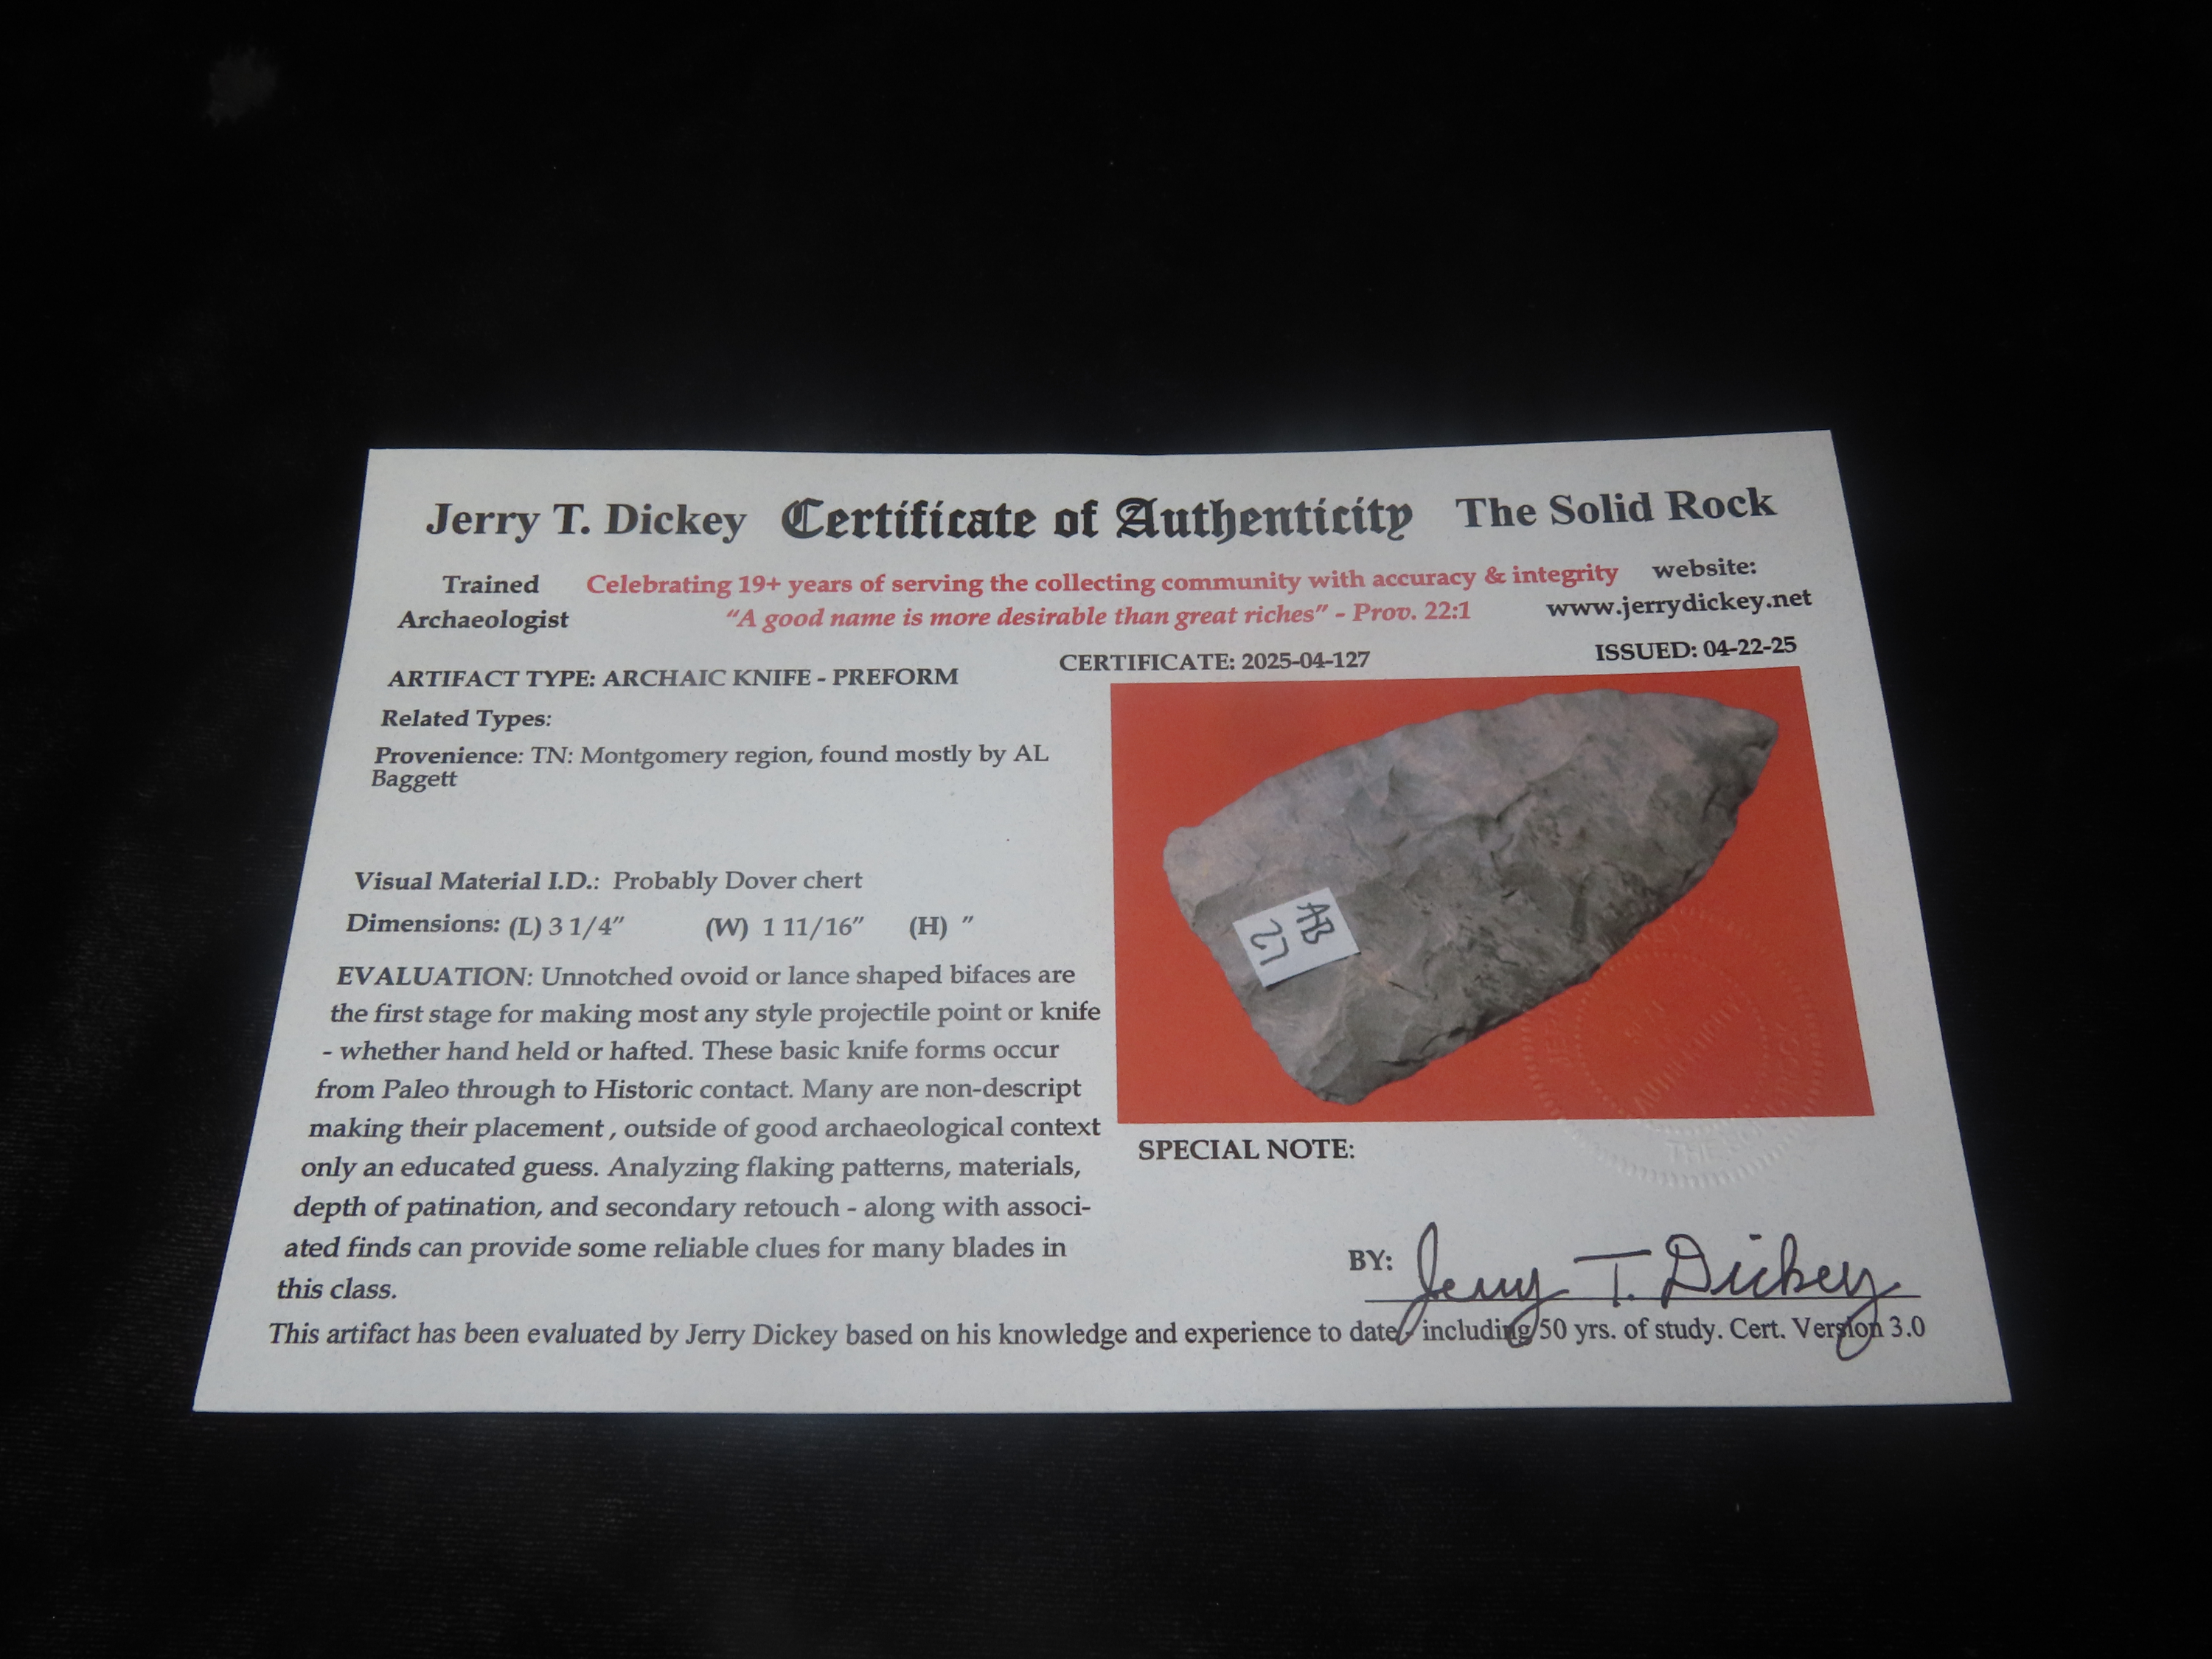 Jerry T. Dickey Certificate of Authenticity The Solid Rock
Trained
Archaeologist
Celebrating 19+ years of serving the collecting community with accuracy & integrity
"A good name is more desirable than great riches" - Prov. 22:1
website:
www.jerrydickey.net
ARTIFACT TYPE: ARCHAIC KNIFE - PREFORM
CERTIFICATE: 2025-04-127
ISSUED: 04-22-25
Related Types:
Provenience: TN: Montgomery region, found mostly by AL
Baggett
Visual Material I.D.: Probably Dover chert
Dimensions: (L) 3 1/4" (W) 1 11/16" (H) "
EVALUATION: Unnotched ovoid or lance shaped bifaces are
the first stage for making most any style projectile point or knife
- whether hand held or hafted. These basic knife forms occur
from Paleo through to Historic contact. Many are non-descript
making their placement , outside of good archaeological context
only an educated guess. Analyzing flaking patterns, materials,
depth of patination, and secondary retouch - along with associ-
ated finds can provide some reliable clues for many blades in
this class.
AB
27
SPECIAL NOTE:
BY: Jerry T. Dickey
This artifact has been evaluated by Jerry Dickey based on his knowledge and experience to date - including 50 yrs. of study. Cert. Version 3.0